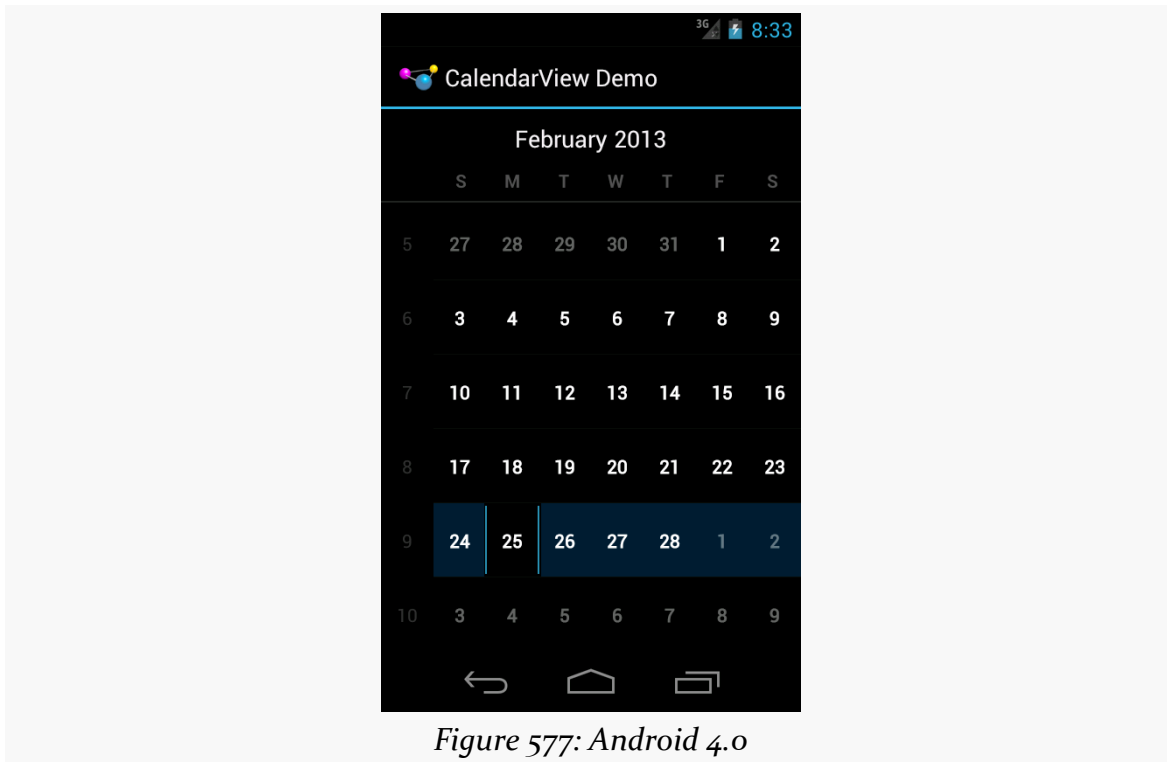 3G 8:33
CalendarView Demo
February 2013
S M T W T F S
5 27 28 29 30 31 1 2
6 3 4 5 6 7 8 9
7 10 11 12 13 14 15 16
8 17 18 19 20 21 22 23
9 24 25 26 27 28 1 2
10 3 4 5 6 7 8 9
Figure 577: Android 4.0